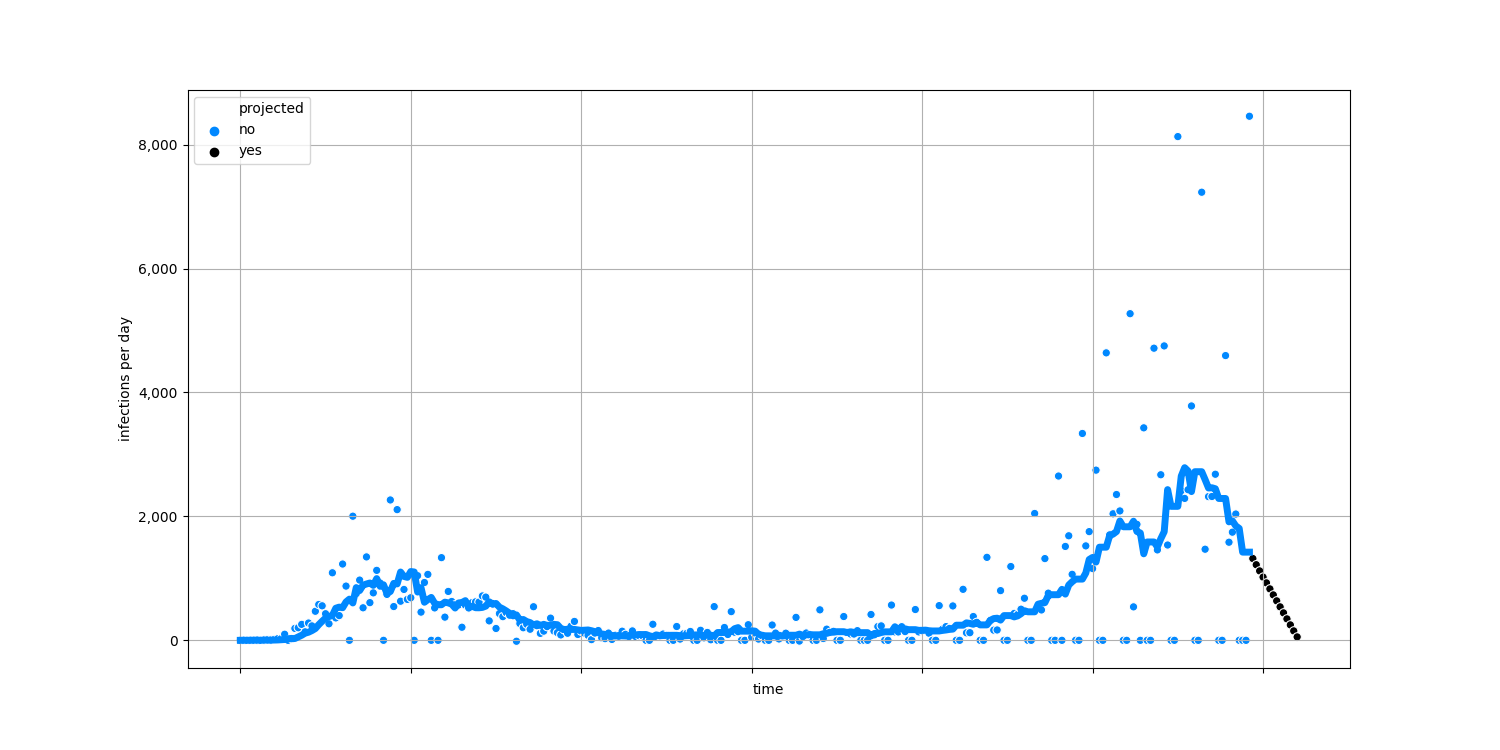 projected
no
yes
8,000
6,000
4,000
2,000
0
infections per day
time